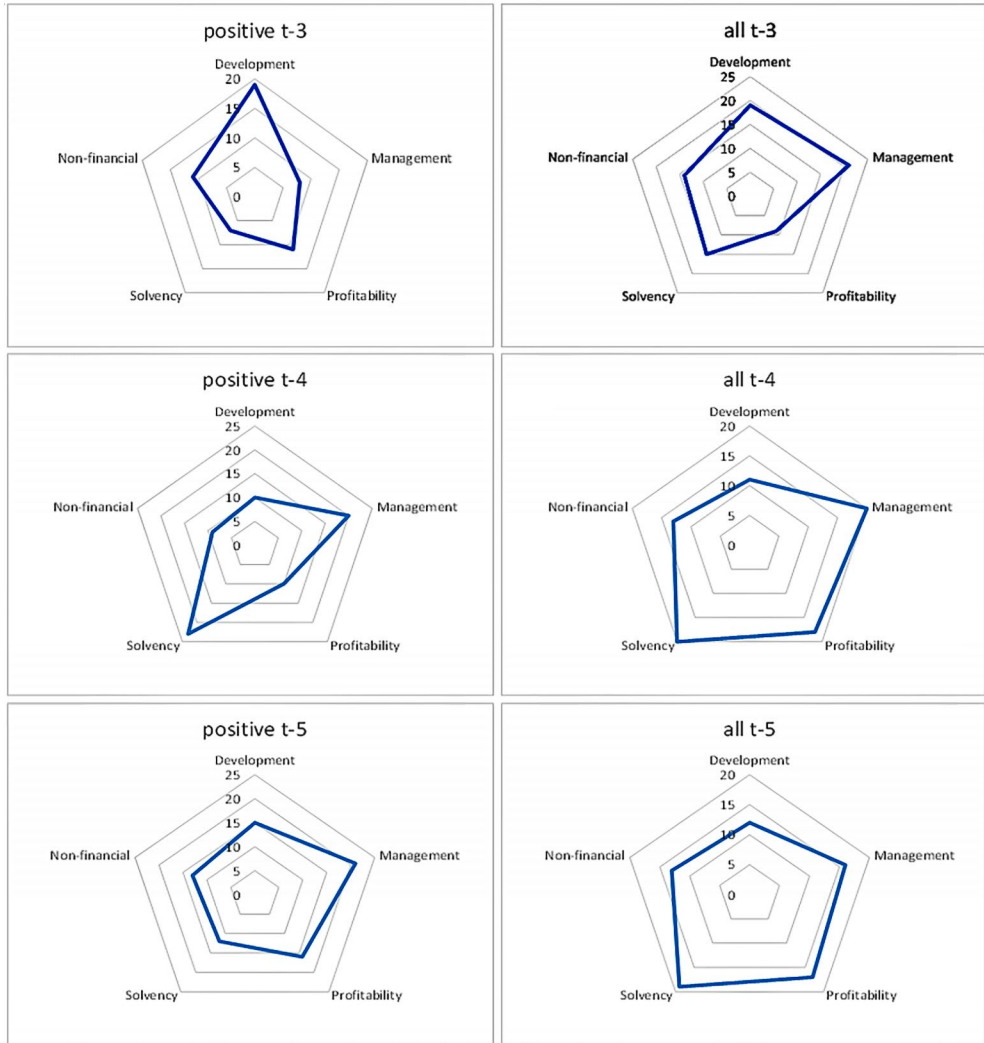 positive t-3
Development
20
15
10
5
0
Non-financial
Management
Solvency
Profitability
all t-3
Development
25
20
15
10
5
0
Non-financial
Management
Solvency
Profitability
positive t-4
Development
25
20
15
10
5
0
Non-financial
Management
Solvency
Profitability
all t-4
Development
20
15
10
5
0
Non-financial
Management
Solvency
Profitability
positive t-5
Development
25
20
15
10
5
0
Non-financial
Management
Solvency
Profitability
all t-5
Development
20
15
10
5
0
Non-financial
Management
Solvency
Profitability